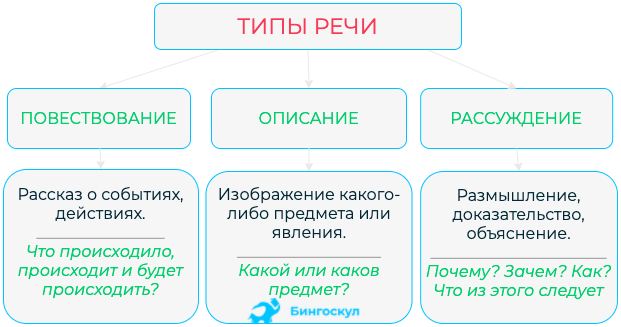 ТИПЫ РЕЧИ
ПОВЕСТВОВАНИЕ
ОПИСАНИЕ
РАССУЖДЕНИЕ
Рассказ о событиях,
действиях.
Что происходило,
происходит и будет
происходить?
Изображение какого-
либо предмета или
явления.
Какой или каков
предмет?
Размышление,
доказательство,
объяснение.
Почему? Зачем? Как?
Что из этого следует
Бингоскул